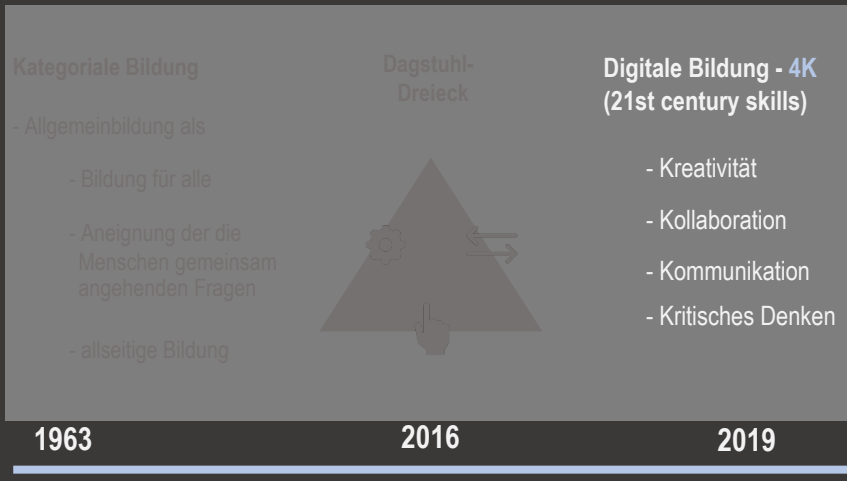 Kategoriale Bildung
- Allgemeinbildung als
- Bildung für alle
- Aneignung der die
Menschen gemeinsam
angehenden Fragen
- allseitige Bildung
Dagstuhl-
Dreieck
Digitale Bildung - 4K
(21st century skills)
- Kreativität
- Kollaboration
- Kommunikation
- Kritisches Denken
1963
2016
2019